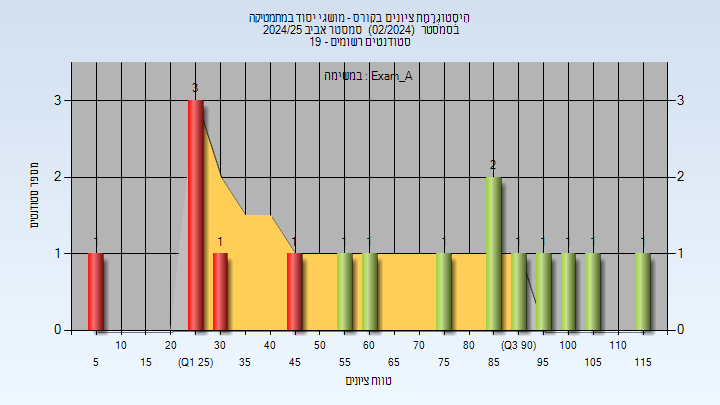 היסטוגרמת ציונים בקורס - מושגי יסוד במתמטיקה
בסמסטר (02/2024) סמסטר אביב 2024/25
סטודנטים רשומים - 19
במשימה : Exam_A
מספר סטודנטים
3 3 3
2 2 2
1 1 1 1 1 1 1 1 1 1 1 1
0 0
10 20 30 40 50 60 70 80 (Q3 90) 100 110
5 15 (Q1 25) 35 45 55 65 75 85 95 105 115
טווח ציונים